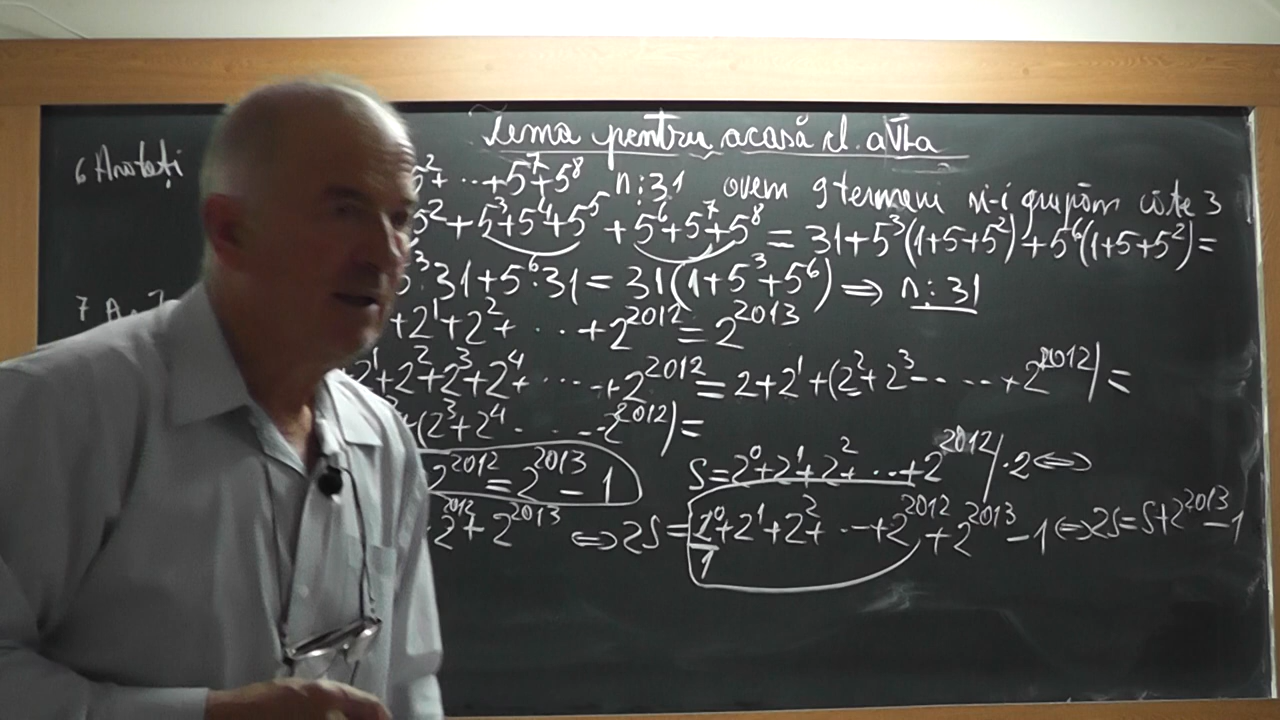 Tema pentru acasă cl. a VI-a
6 Arătați
5²+ ⋯ +5⁷+5⁸ n⋮31 avem 9 termeni și-i grupăm câte 3
5²+5³+5⁴+5⁵+5⁶+5⁷+5⁸=31+5³(1+5+5²)+5⁶(1+5+5²)=
5³·31+5⁶·31=31(1+5³+5⁶)⇒n⋮31
7
+2¹+2²+ ⋯ +2²⁰¹²=2²⁰¹³
2¹+2²+2³+2⁴+ ⋯ +2²⁰¹²=2+2¹+(2²+2³ ⋯ +2²⁰¹²)=
+(2³+2⁴ ⋯ 2²⁰¹²)=
2²⁰¹²=2²⁰¹³-1 S=2⁰+2¹+2²+ ⋯ +2²⁰¹²|·2⇔
2²⁰¹²+2²⁰¹³⇔2S=2⁰+2¹+2²+ ⋯ +2²⁰¹²+2²⁰¹³-1⇔2S=S+2²⁰¹³-1
1